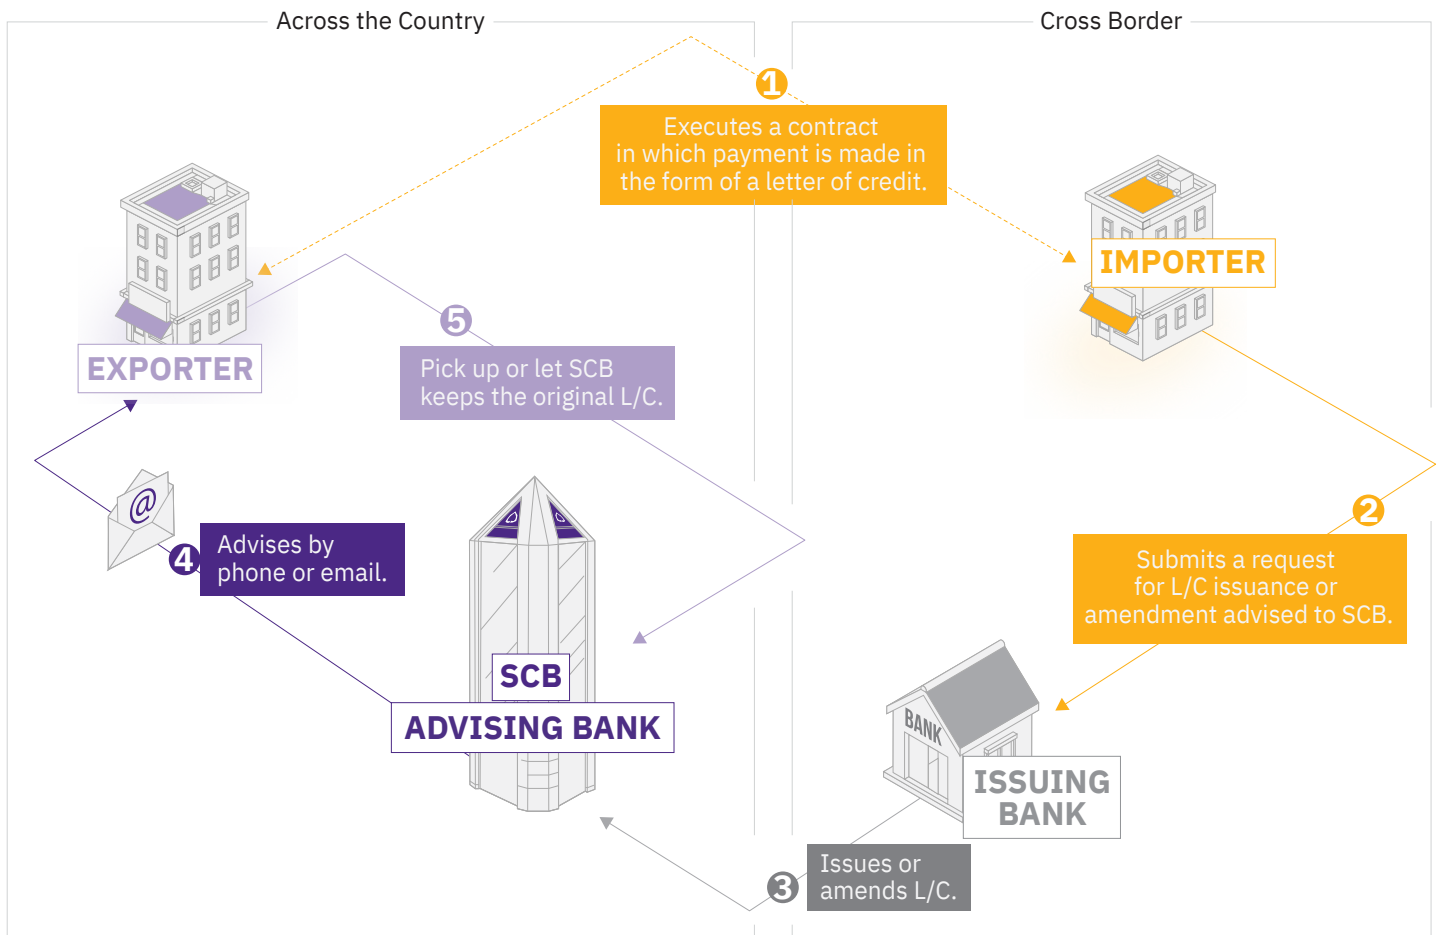 Across the Country
Cross Border
1
Executes a contract
in which payment is made in
the form of a letter of credit.
IMPORTER
5
Pick up or let SCB
keeps the original L/C.
EXPORTER
@
4
Advises by
phone or email.
2
Submits a request
for L/C issuance or
amendment advised to SCB.
SCB
ADVISING BANK
BANK
ISSUING
BANK
3
Issues or
amends L/C.